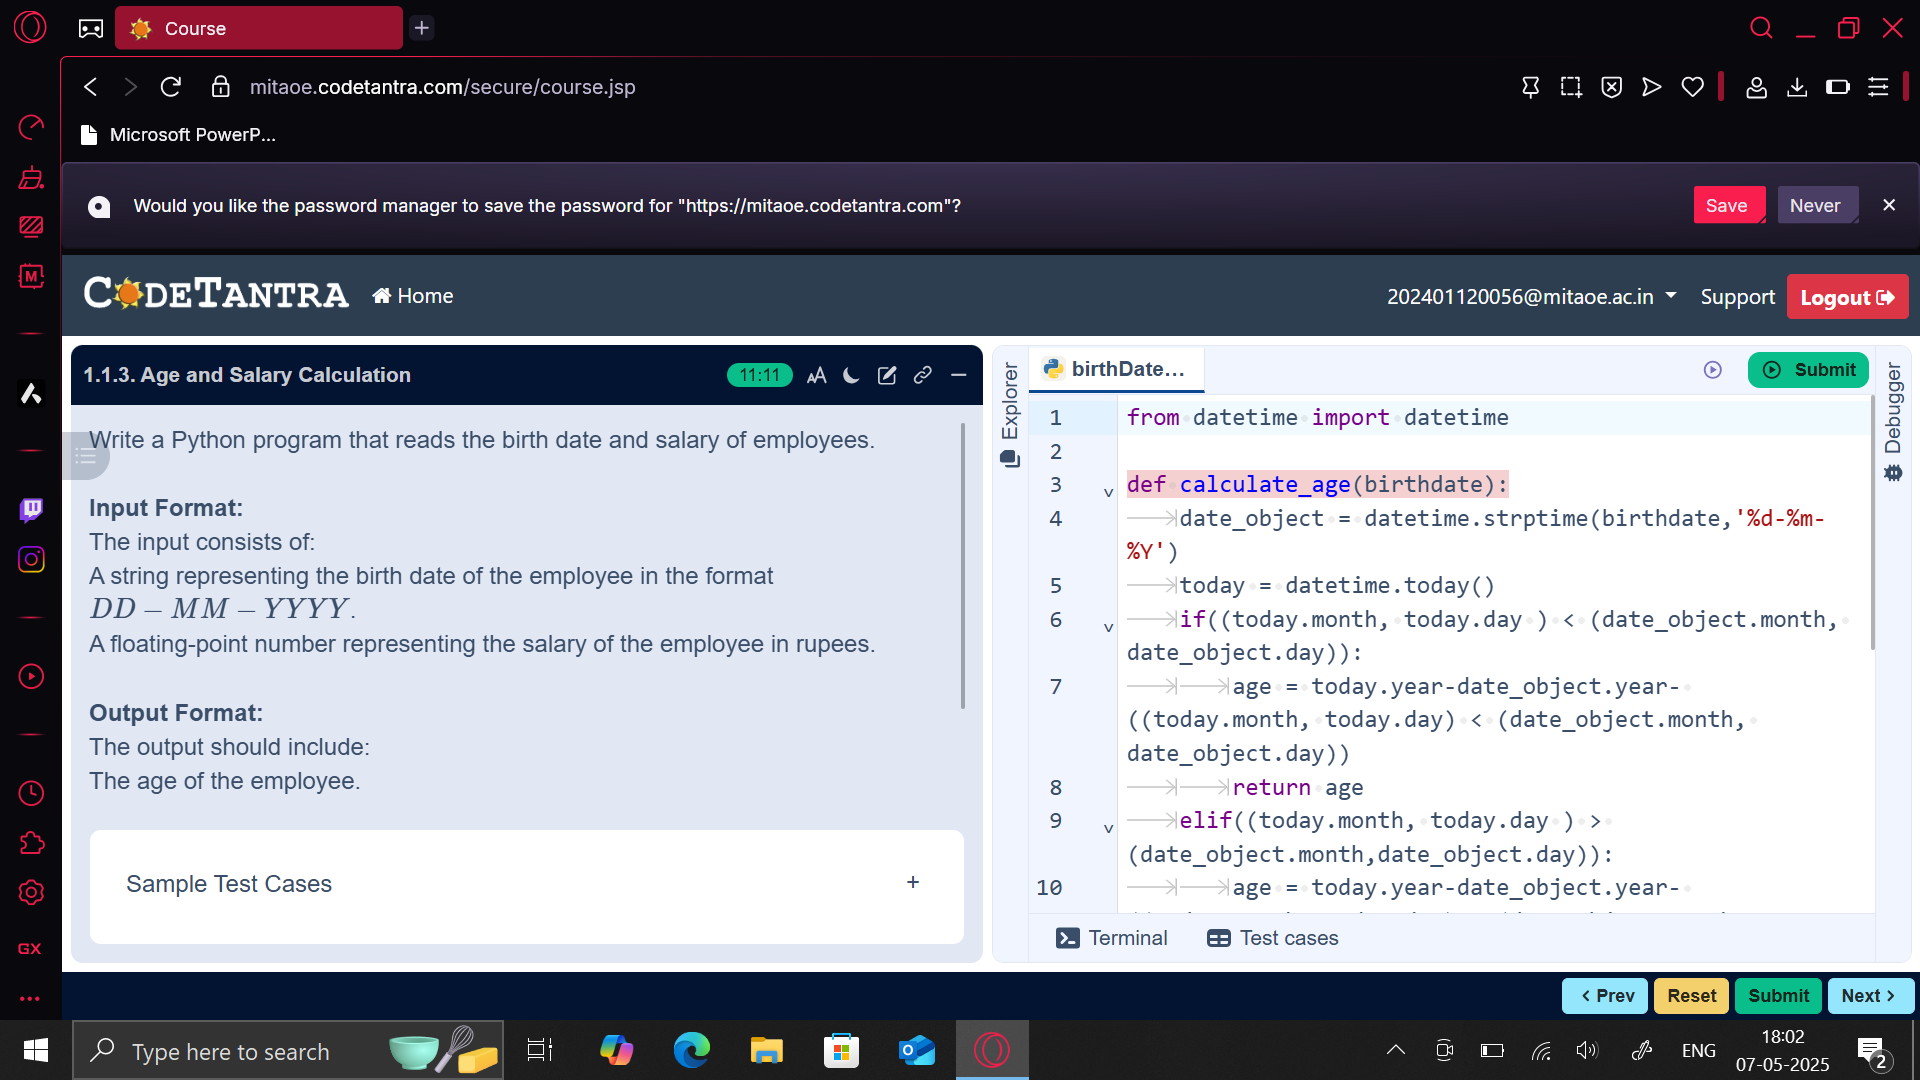 Course
mitaoe.codetantra.com/secure/course.jsp
Microsoft PowerP...
Would you like the password manager to save the password for "https://mitaoe.codetantra.com"?
Save
Never
CODETANTRA
Home
202401120056@mitaoe.ac.in
Support
Logout
1.1.3. Age and Salary Calculation
11:11
AA
Write a Python program that reads the birth date and salary of employees.
Input Format:
The input consists of:
A string representing the birth date of the employee in the format
DD – MM – YYYY.
A floating-point number representing the salary of the employee in rupees.
Output Format:
The output should include:
The age of the employee.
Sample Test Cases
+
Explorer
birthDate...
Submit
Debugger
1 from datetime import datetime
2
3 def calculate_age(birthdate):
4 date_object = datetime.strptime(birthdate,'%d-%m-
%Y')
5 today = datetime.today()
6 if((today.month, today.day ) < (date_object.month,
date_object.day)):
7 age = today.year-date_object.year-
((today.month, today.day) < (date_object.month,
date_object.day))
8 return age
9 elif((today.month, today.day ) >
(date_object.month,date_object.day)):
10 age = today.year-date_object.year-
Terminal
Test cases
Prev
Reset
Submit
Next
M
GX
Type here to search
ENG
18:02
07-05-2025
2